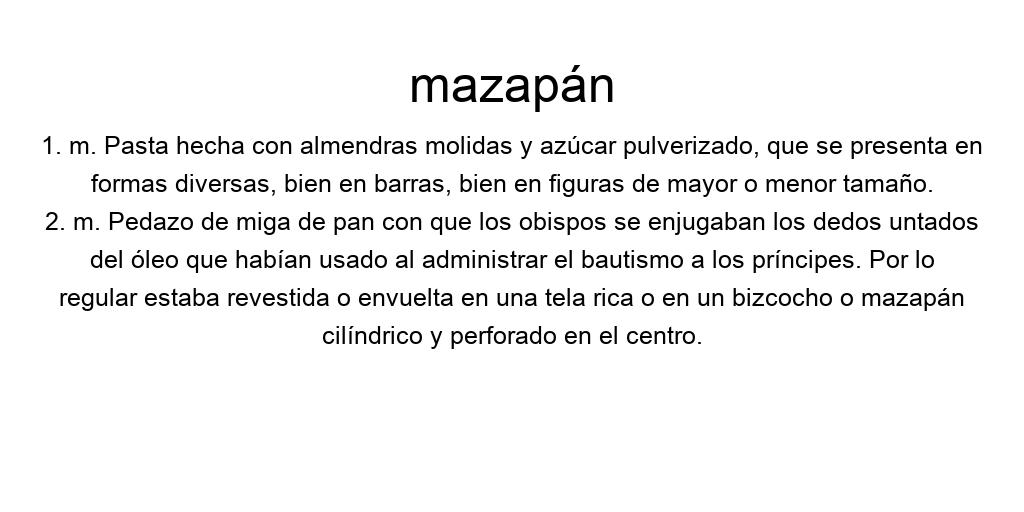 mazapán
1. m. Pasta hecha con almendras molidas y azúcar pulverizado, que se presenta en
formas diversas, bien en barras, bien en figuras de mayor o menor tamaño.
2. m. Pedazo de miga de pan con que los obispos se enjugaban los dedos untados
del óleo que habían usado al administrar el bautismo a los príncipes. Por lo
regular estaba revestida o envuelta en una tela rica o en un bizcocho o mazapán
cilíndrico y perforado en el centro.